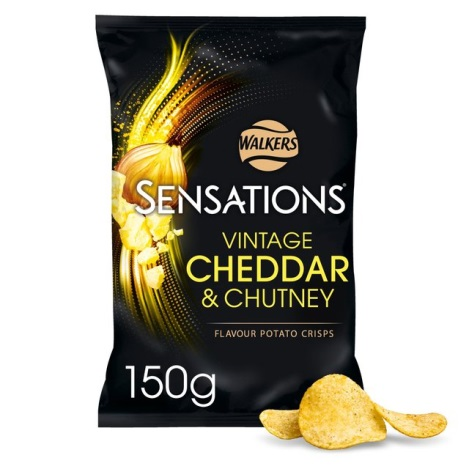 WALKERS
SENSATIONS®
VINTAGE
CHEDDAR
& CHUTNEY
FLAVOUR POTATO CRISPS
150g